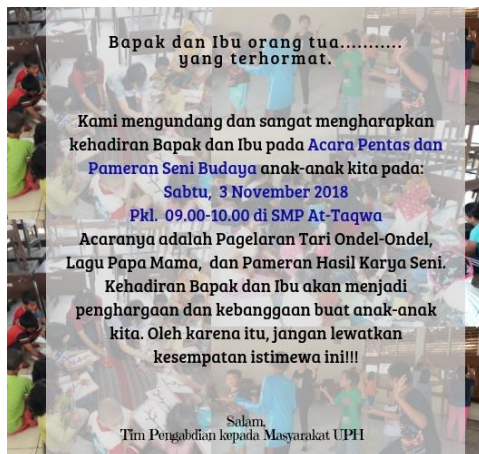 Bapak dan Ibu orang tua...........
yang terhormat.
Kami mengundang dan sangat mengharapkan
kehadiran Bapak dan Ibu pada Acara Pentas dan
Pameran Seni Budaya anak-anak kita pada:
Sabtu, 3 November 2018
Pkl. 09.00-10.00 di SMP At-Taqwa
Acaranya adalah Pagelaran Tari Ondel-Ondel,
Lagu Papa Mama, dan Pameran Hasil Karya Seni.
Kehadiran Bapak dan Ibu akan menjadi
penghargaan dan kebanggaan buat anak-anak
kita. Oleh karena itu, jangan lewatkan
kesempatan istimewa ini!!!
Salam,
Tim Pengabdian kepada Masyarakat UPH